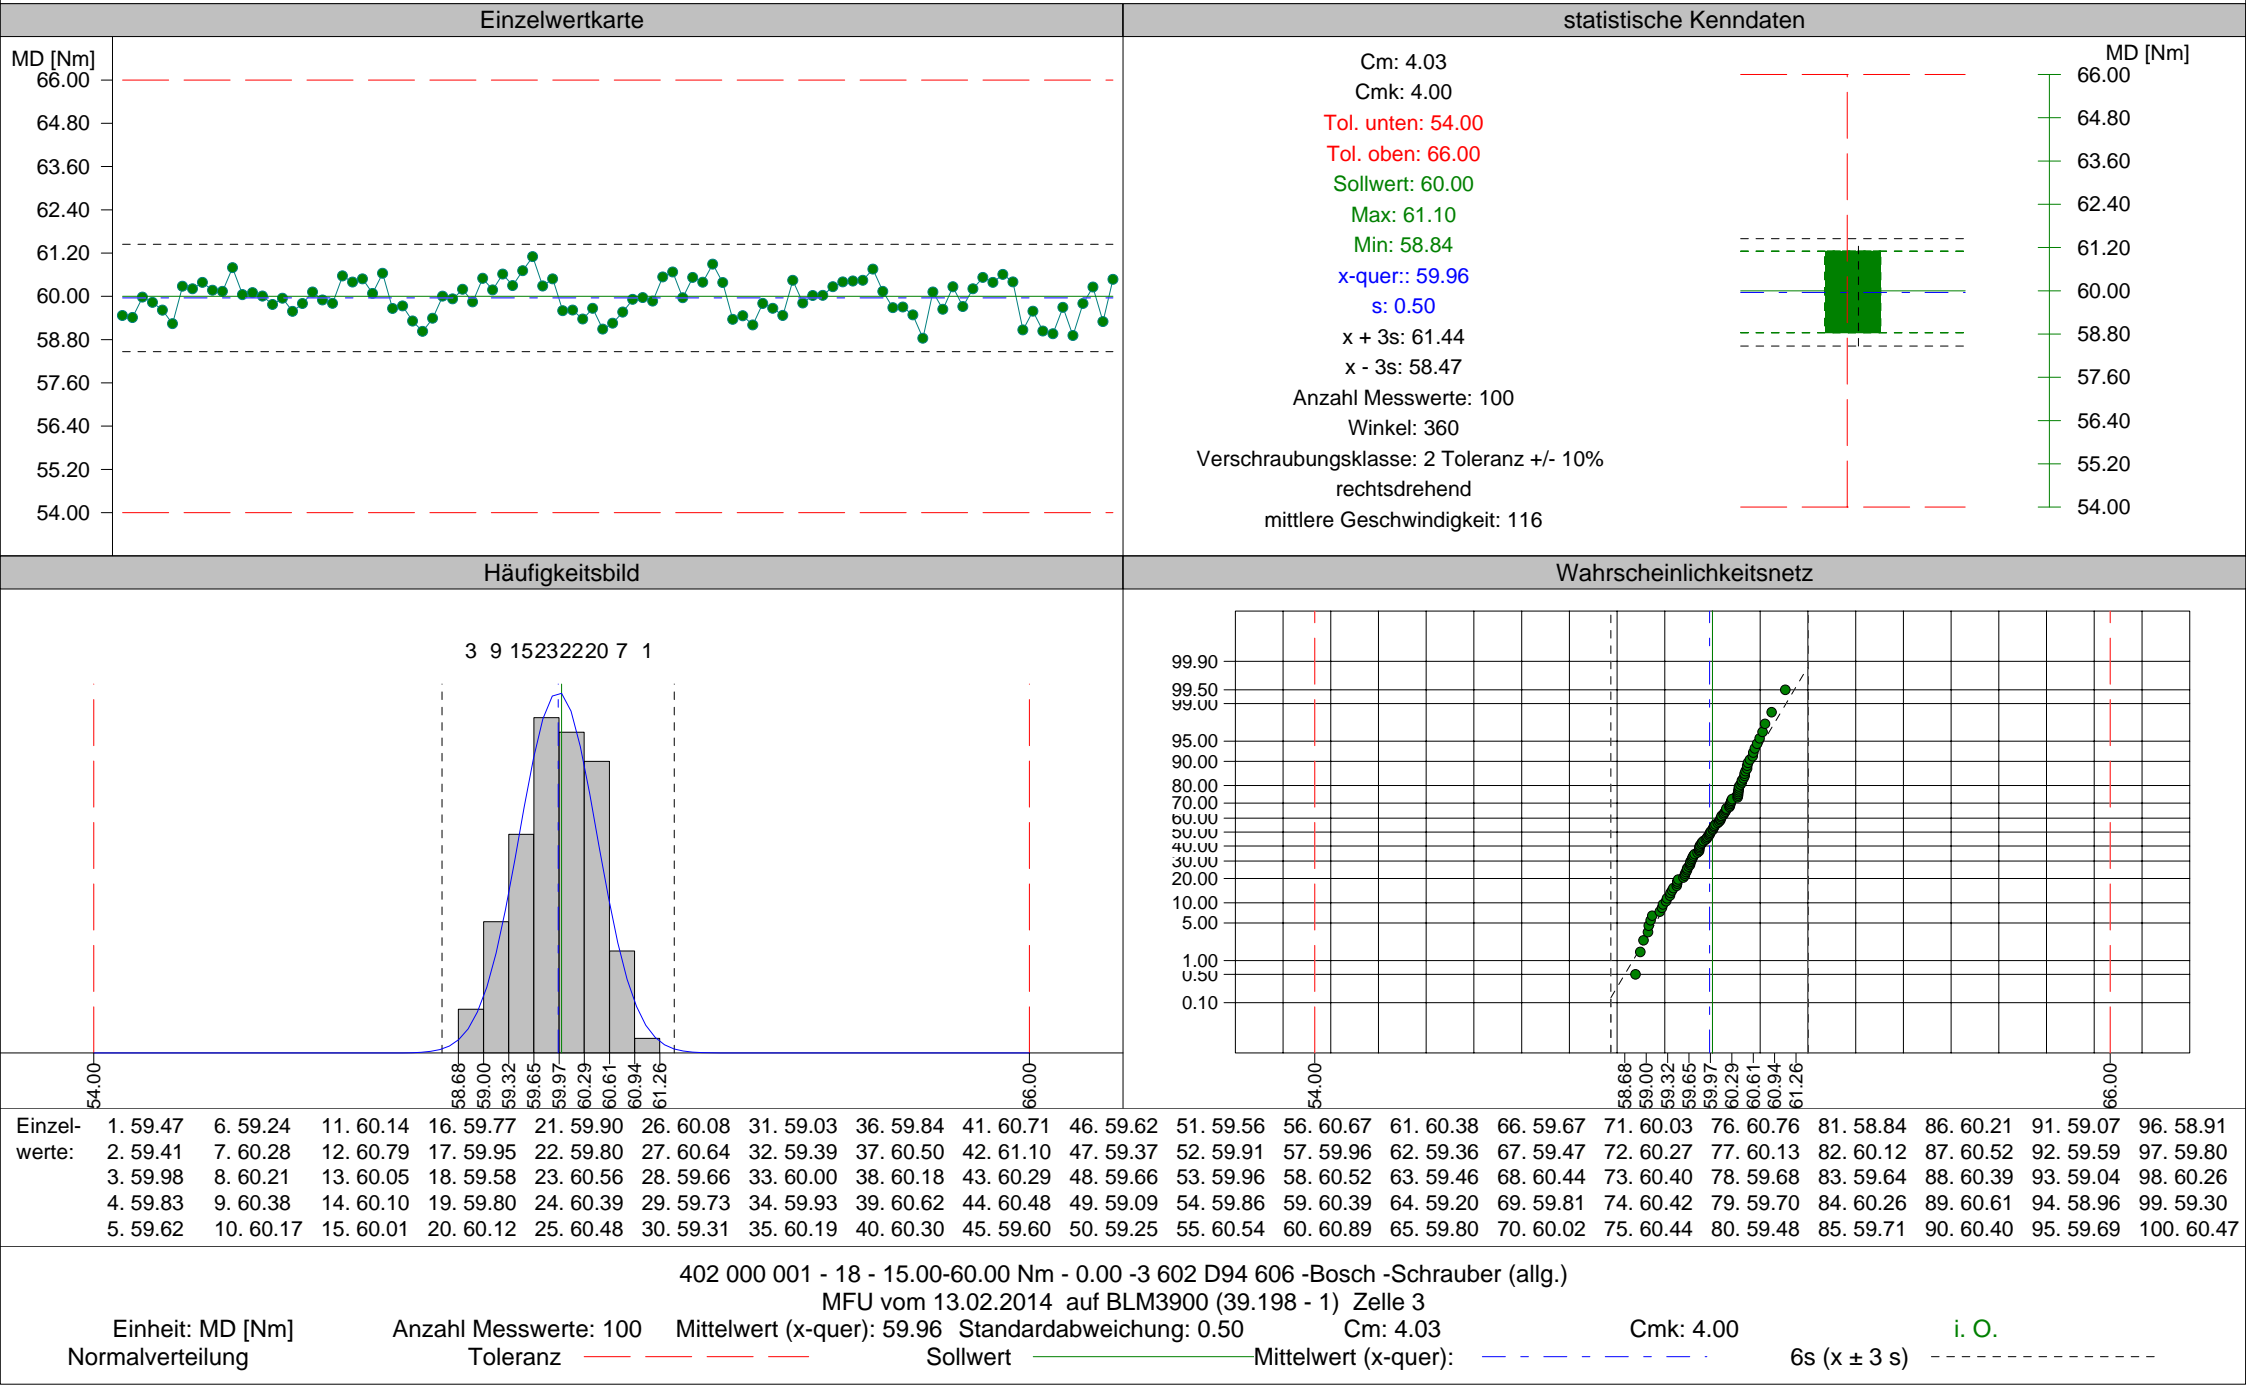 Einzelwertkarte
MD [Nm]
66.00
64.80
63.60
62.40
61.20
60.00
58.80
57.60
56.40
55.20
54.00
statistische Kenndaten
Cm: 4.03
Cmk: 4.00
Tol. unten: 54.00
Tol. oben: 66.00
Sollwert: 60.00
Max: 61.10
Min: 58.84
x-quer:: 59.96
s: 0.50
x + 3s: 61.44
x - 3s: 58.47
Anzahl Messwerte: 100
Winkel: 360
Verschraubungsklasse: 2 Toleranz +/- 10%
rechtsdrehend
mittlere Geschwindigkeit: 116
MD [Nm]
66.00
64.80
63.60
62.40
61.20
60.00
58.80
57.60
56.40
55.20
54.00
Häufigkeitsbild
3 9 15 23 22 20 7 1
54.00 58.68 59.00 59.32 59.65 59.97 60.29 60.61 60.94 61.26 66.00
Wahrscheinlichkeitsnetz
99.90
99.50
99.00
95.00
90.00
80.00
70.00
60.00
50.00
40.00
30.00
20.00
10.00
5.00
1.00
0.50
0.10
54.00 58.68 59.00 59.32 59.65 59.97 60.29 60.61 60.94 61.26 66.00
Einzel- 1. 59.47 6. 59.24 11. 60.14 16. 59.77 21. 59.90 26. 60.08 31. 59.03 36. 59.84 41. 60.71 46. 59.62 51. 59.56 56. 60.67 61. 60.38 66. 59.67 71. 60.03 76. 60.76 81. 58.84 86. 60.21 91. 59.07 96. 58.91
werte: 2. 59.41 7. 60.28 12. 60.79 17. 59.95 22. 59.80 27. 60.64 32. 59.39 37. 60.50 42. 61.10 47. 59.37 52. 59.91 57. 59.96 62. 59.36 67. 59.47 72. 60.27 77. 60.13 82. 60.12 87. 60.52 92. 59.59 97. 59.80
3. 59.98 8. 60.21 13. 60.05 18. 59.58 23. 60.56 28. 59.66 33. 60.00 38. 60.18 43. 60.29 48. 59.66 53. 59.96 58. 60.52 63. 59.46 68. 60.44 73. 60.40 78. 59.68 83. 59.64 88. 60.39 93. 59.04 98. 60.26
4. 59.83 9. 60.38 14. 60.10 19. 59.80 24. 60.39 29. 59.73 34. 59.93 39. 60.62 44. 60.48 49. 59.09 54. 59.86 59. 60.39 64. 59.20 69. 59.81 74. 60.42 79. 59.70 84. 60.26 89. 60.61 94. 58.96 99. 59.30
5. 59.62 10. 60.17 15. 60.01 20. 60.12 25. 60.48 30. 59.31 35. 60.19 40. 60.30 45. 59.60 50. 59.25 55. 60.54 60. 60.89 65. 59.80 70. 60.02 75. 60.44 80. 59.48 85. 59.71 90. 60.40 95. 59.69 100. 60.47
402 000 001 - 18 - 15.00-60.00 Nm - 0.00 -3 602 D94 606 -Bosch -Schrauber (allg.)
MFU vom 13.02.2014 auf BLM3900 (39.198 - 1) Zelle 3
Einheit: MD [Nm] Anzahl Messwerte: 100 Mittelwert (x-quer): 59.96 Standardabweichung: 0.50 Cm: 4.03 Cmk: 4.00 i. O.
Normalverteilung Toleranz Sollwert Mittelwert (x-quer): 6s (x ± 3 s)